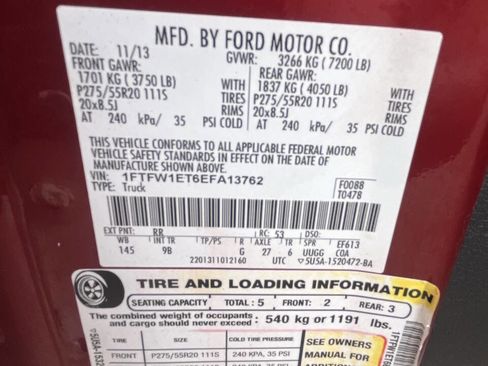 MFD. BY FORD MOTOR CO.
DATE: 11/13 GVWR: 3266 KG ( 7200 LB)
FRONT GAWR: REAR GAWR:
1701 KG ( 3750 LB) WITH 1837 KG ( 4050 LB) WITH
P275/55R20 111S TIRES P275/55R20 111S TIRES
20x8.5J RIMS 20x8.5J RIMS
AT 240 kPa/ 35 PSI COLD AT 240 kPa/ 35 PSI COLD
THIS VEHICLE CONFORMS TO ALL APPLICABLE FEDERAL MOTOR
VEHICLE SAFETY STANDARDS IN EFFECT ON THE DATE OF
MANUFACTURE SHOWN ABOVE.
VIN: 1FTFW1ET6EFA13762 F0088
TYPE: Truck T0478
EXT PNT: RR RC: 53 DSO:
WB INT TR TP/PS R AXLE TR SPR EF613
145 9B G 27 6 UGGG COA
2201311012160 UTC 5U5A-1520472-BA
TIRE AND LOADING INFORMATION
SEATING CAPACITY TOTAL: 5 FRONT: 2 REAR: 3
The combined weight of occupants
and cargo should never exceed: 540 kg or 1191 lbs.
TIRE SIZE COLD TIRE PRESSURE SEE OWNERS
FRONT P275/55R20 111S 240 KPA, 35 PSI MANUAL FOR